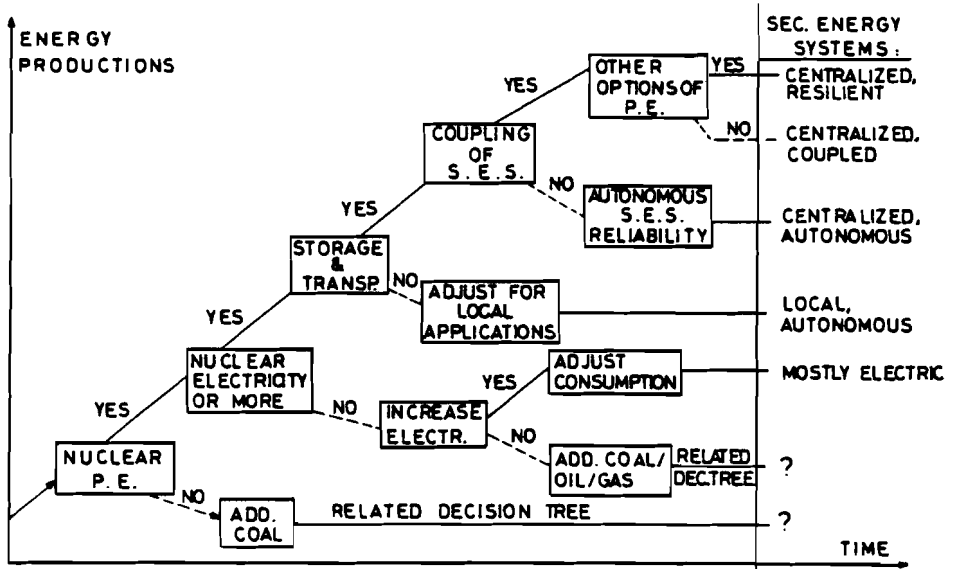 ENERGY
PRODUCTIONS
SEC. ENERGY
SYSTEMS:
OTHER
OPTIONS OF
P.E.
YES
CENTRALIZED,
RESILIENT
NO
CENTRALIZED,
COUPLED
YES
COUPLING
OF
S.E.S.
NO
AUTONOMOUS
S.E.S.
RELIABILITY
CENTRALIZED,
AUTONOMOUS
YES
STORAGE
&
TRANSP.
NO
ADJUST FOR
LOCAL
APPLICATIONS
LOCAL,
AUTONOMOUS
YES
NUCLEAR
ELECTRICITY
OR MORE
NO
INCREASE
ELECTR.
YES
ADJUST
CONSUMPTION
MOSTLY ELECTRIC
NO
ADD. COAL/
OIL/GAS
RELATED
DEC.TREE
?
YES
NUCLEAR
P.E.
NO
ADD.
COAL
RELATED DECISION TREE
?
TIME